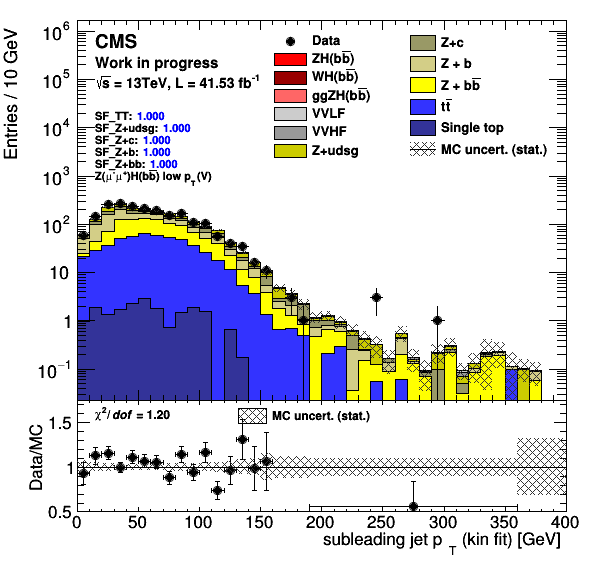 CMS
Work in progress
√s = 13TeV, L = 41.53 fb⁻¹
SF_TT: 1.000
SF_Z+udsg: 1.000
SF_Z+c: 1.000
SF_Z+b: 1.000
SF_Z+bb: 1.000
Z(μ⁻μ⁺)H(bb̅) low p_T(V)
Data
ZH(bb̅)
WH(bb̅)
ggZH(bb̅)
VVLF
VVHF
Z+udsg
Z+c
Z + b
Z + bb̅
tt̅
Single top
MC uncert. (stat.)
Entries / 10 GeV
10⁶
10⁵
10⁴
10³
10²
10
1
10⁻¹
χ²/dof = 1.20
MC uncert. (stat.)
Data/MC
1.5
1
0.5
0 50 100 150 200 250 300 350 400
subleading jet p_T (kin fit) [GeV]